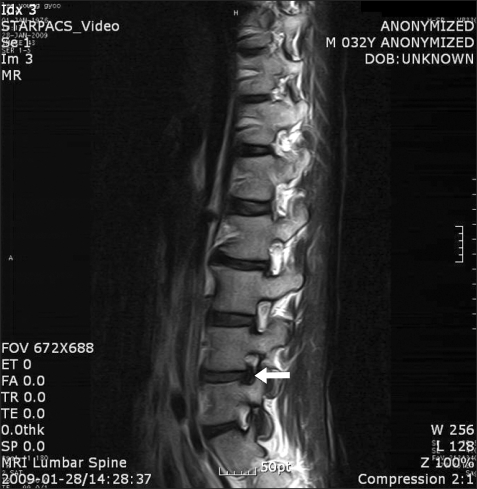 Idx 3
STARPACS_Video
Se 1
Im 3
MR
H
ANONYMIZED
M 032Y ANONYMIZED
DOB:UNKNOWN
A
FOV 672X688
ET 0
FA 0.0
TR 0.0
TE 0.0
0.0thk
SP 0.0
MRI Lumbar Spine
2009-01-28/14:28:37
50pt
W 256
L 128
Z 100%
Compression 2:1